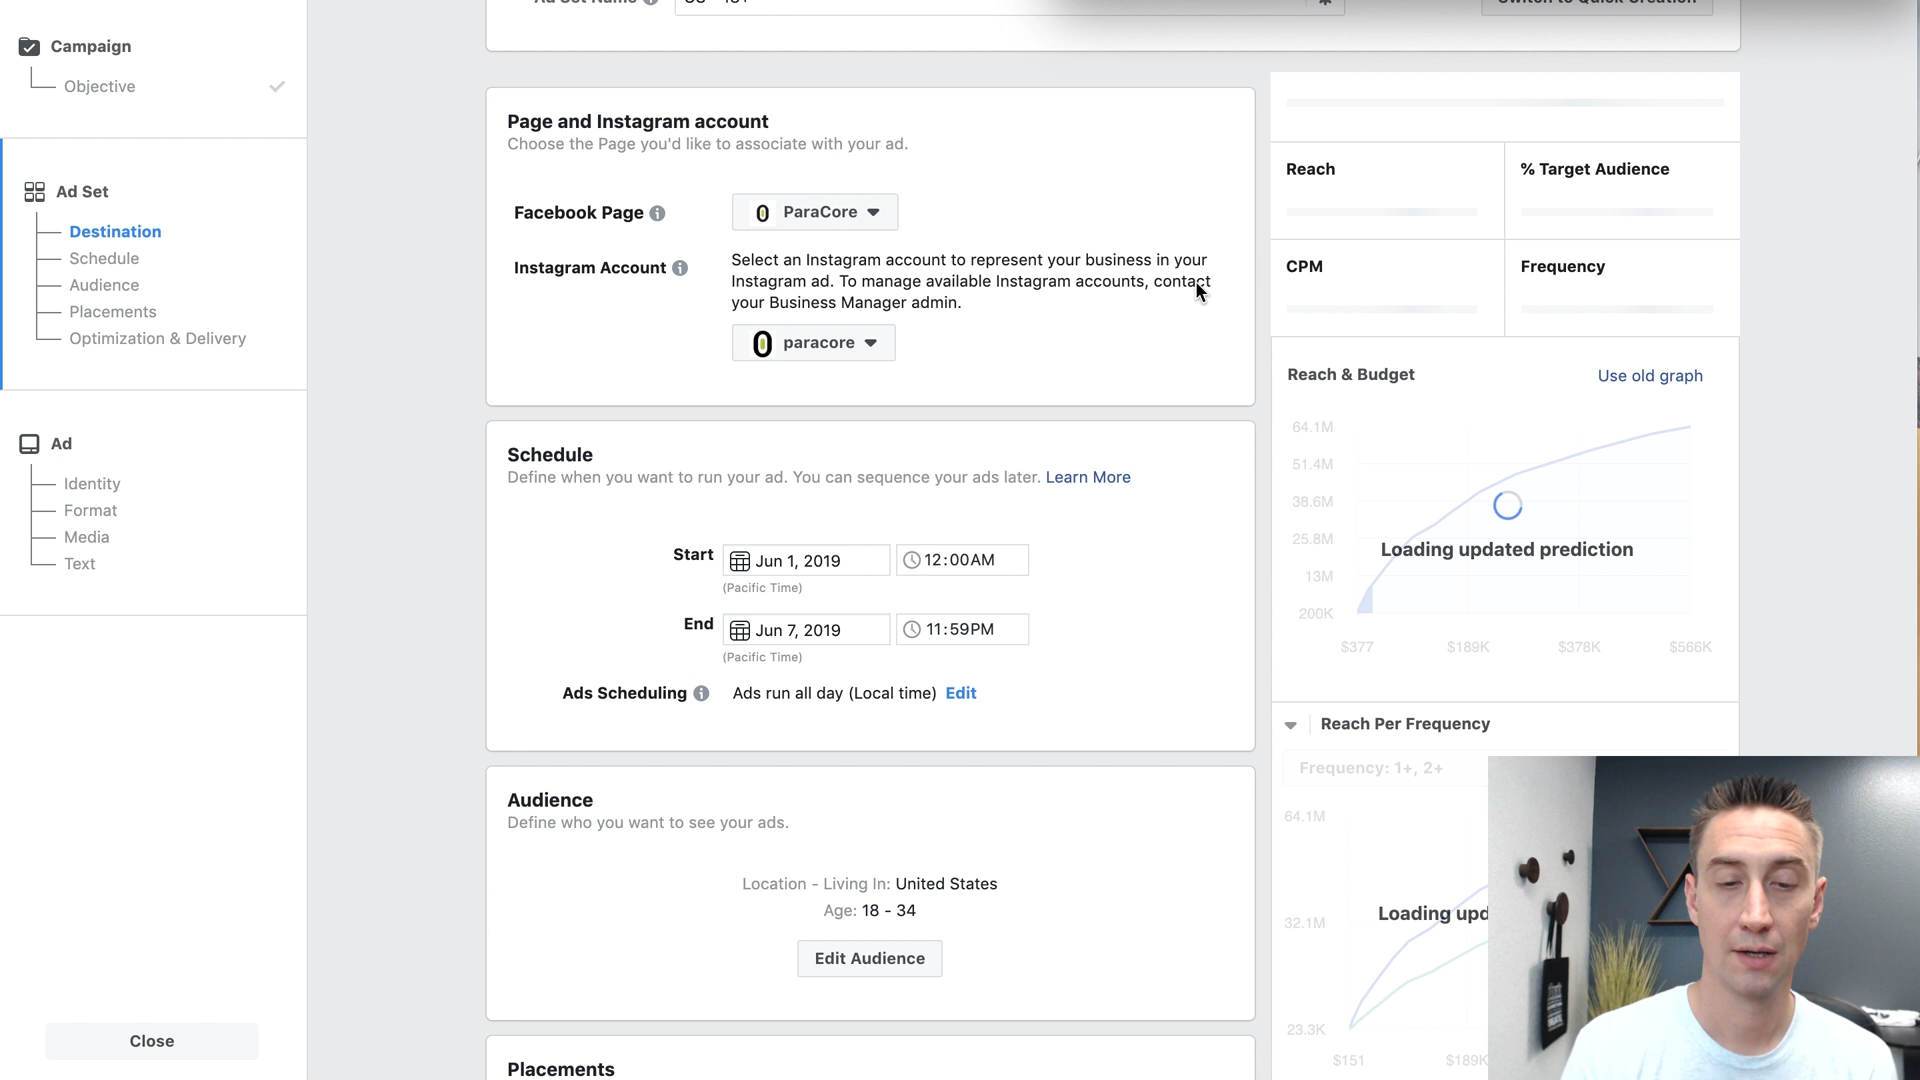 Campaign
Objective
Ad Set
Destination
Schedule
Audience
Placements
Optimization & Delivery
Ad
Identity
Format
Media
Text
Close
Ad Set Name
Switch to Quick Creation
Page and Instagram account
Choose the Page you'd like to associate with your ad.
Facebook Page
ParaCore
Instagram Account
Select an Instagram account to represent your business in your
Instagram ad. To manage available Instagram accounts, contact
your Business Manager admin.
paracore
Schedule
Define when you want to run your ad. You can sequence your ads later. Learn More
Start
Jun 1, 2019
12:00AM
(Pacific Time)
End
Jun 7, 2019
11:59PM
(Pacific Time)
Ads Scheduling
Ads run all day (Local time) Edit
Audience
Define who you want to see your ads.
Location - Living In: United States
Age: 18 - 34
Edit Audience
Placements
Reach
% Target Audience
CPM
Frequency
Reach & Budget
Use old graph
64.1M
51.4M
38.6M
25.8M
13M
200K
Loading updated prediction
$377
$189K
$378K
$566K
Reach Per Frequency
Frequency: 1+, 2+
64.1M
32.1M
23.3K
Loading upd
$151
$189K